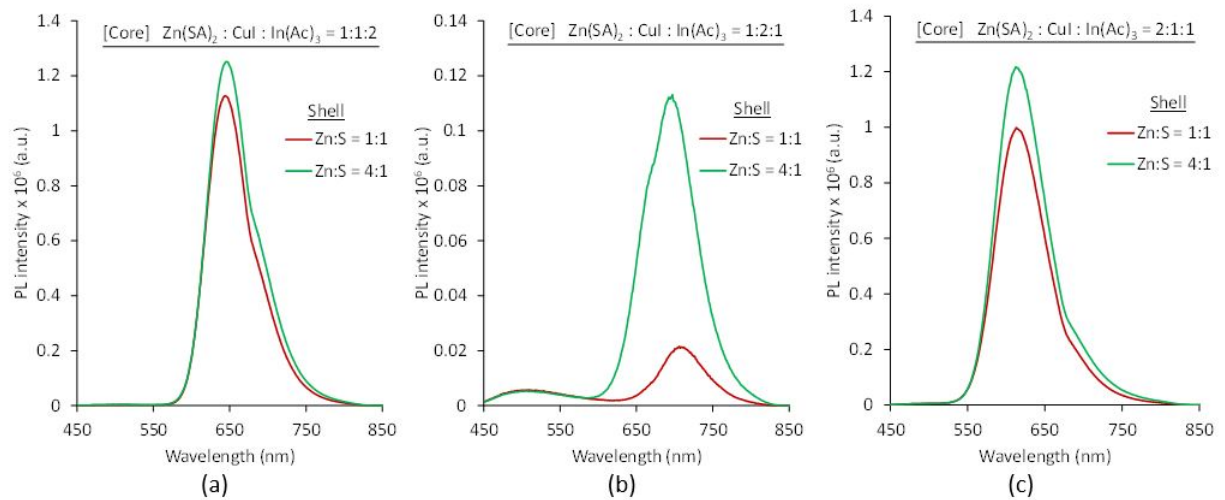 [Core] Zn(SA)₂ : CuI : In(Ac)₃ = 1:1:2
1.4
1.2
1
0.8
0.6
0.4
0.2
0
PL intensity x 10⁶ (a.u.)
Shell
Zn:S = 1:1
Zn:S = 4:1
450 550 650 750 850
Wavelength (nm)
(a)
[Core] Zn(SA)₂ : CuI : In(Ac)₃ = 1:2:1
0.14
0.12
0.1
0.08
0.06
0.04
0.02
0
PL intensity x 10⁶ (a.u.)
Shell
Zn:S = 1:1
Zn:S = 4:1
450 550 650 750 850
Wavelength (nm)
(b)
[Core] Zn(SA)₂ : CuI : In(Ac)₃ = 2:1:1
1.4
1.2
1
0.8
0.6
0.4
0.2
0
PL intensity x 10⁶ (a.u.)
Shell
Zn:S = 1:1
Zn:S = 4:1
450 550 650 750 850
Wavelength (nm)
(c)